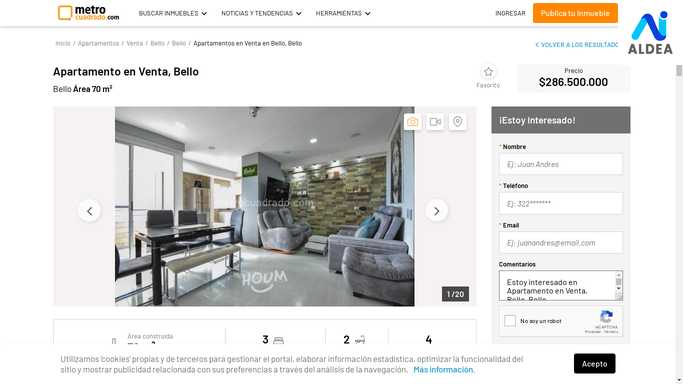 metro
cuadrado.com
BUSCAR INMUEBLES
NOTICIAS Y TENDENCIAS
HERRAMIENTAS
INGRESAR
Publica tu Inmueble
ALDEA
Inicio / Apartamentos / Venta / Bello / Bello / Apartamentos en Venta en Bello, Bello
VOLVER A LOS RESULTADO
Apartamento en Venta, Bello
Bello Área 70 m²
Favorito
Precio
$286.500.000
HOUM
1 / 20
¡Estoy Interesado!
* Nombre
Ej: Juan Andres
* Teléfono
Ej: 322*******
* Email
Ej: juanandres@email.com
Comentarios
Estoy interesado en
Apartamento en Venta,
Bello, Bello
No soy un robot
reCAPTCHA
Privacidad - Términos
Área construida
3
2
4
Utilizamos 'cookies' propias y de terceros para gestionar el portal, elaborar información estadística, optimizar la funcionalidad del
sitio y mostrar publicidad relacionada con sus preferencias a través del análisis de la navegación. Más información.
Acepto